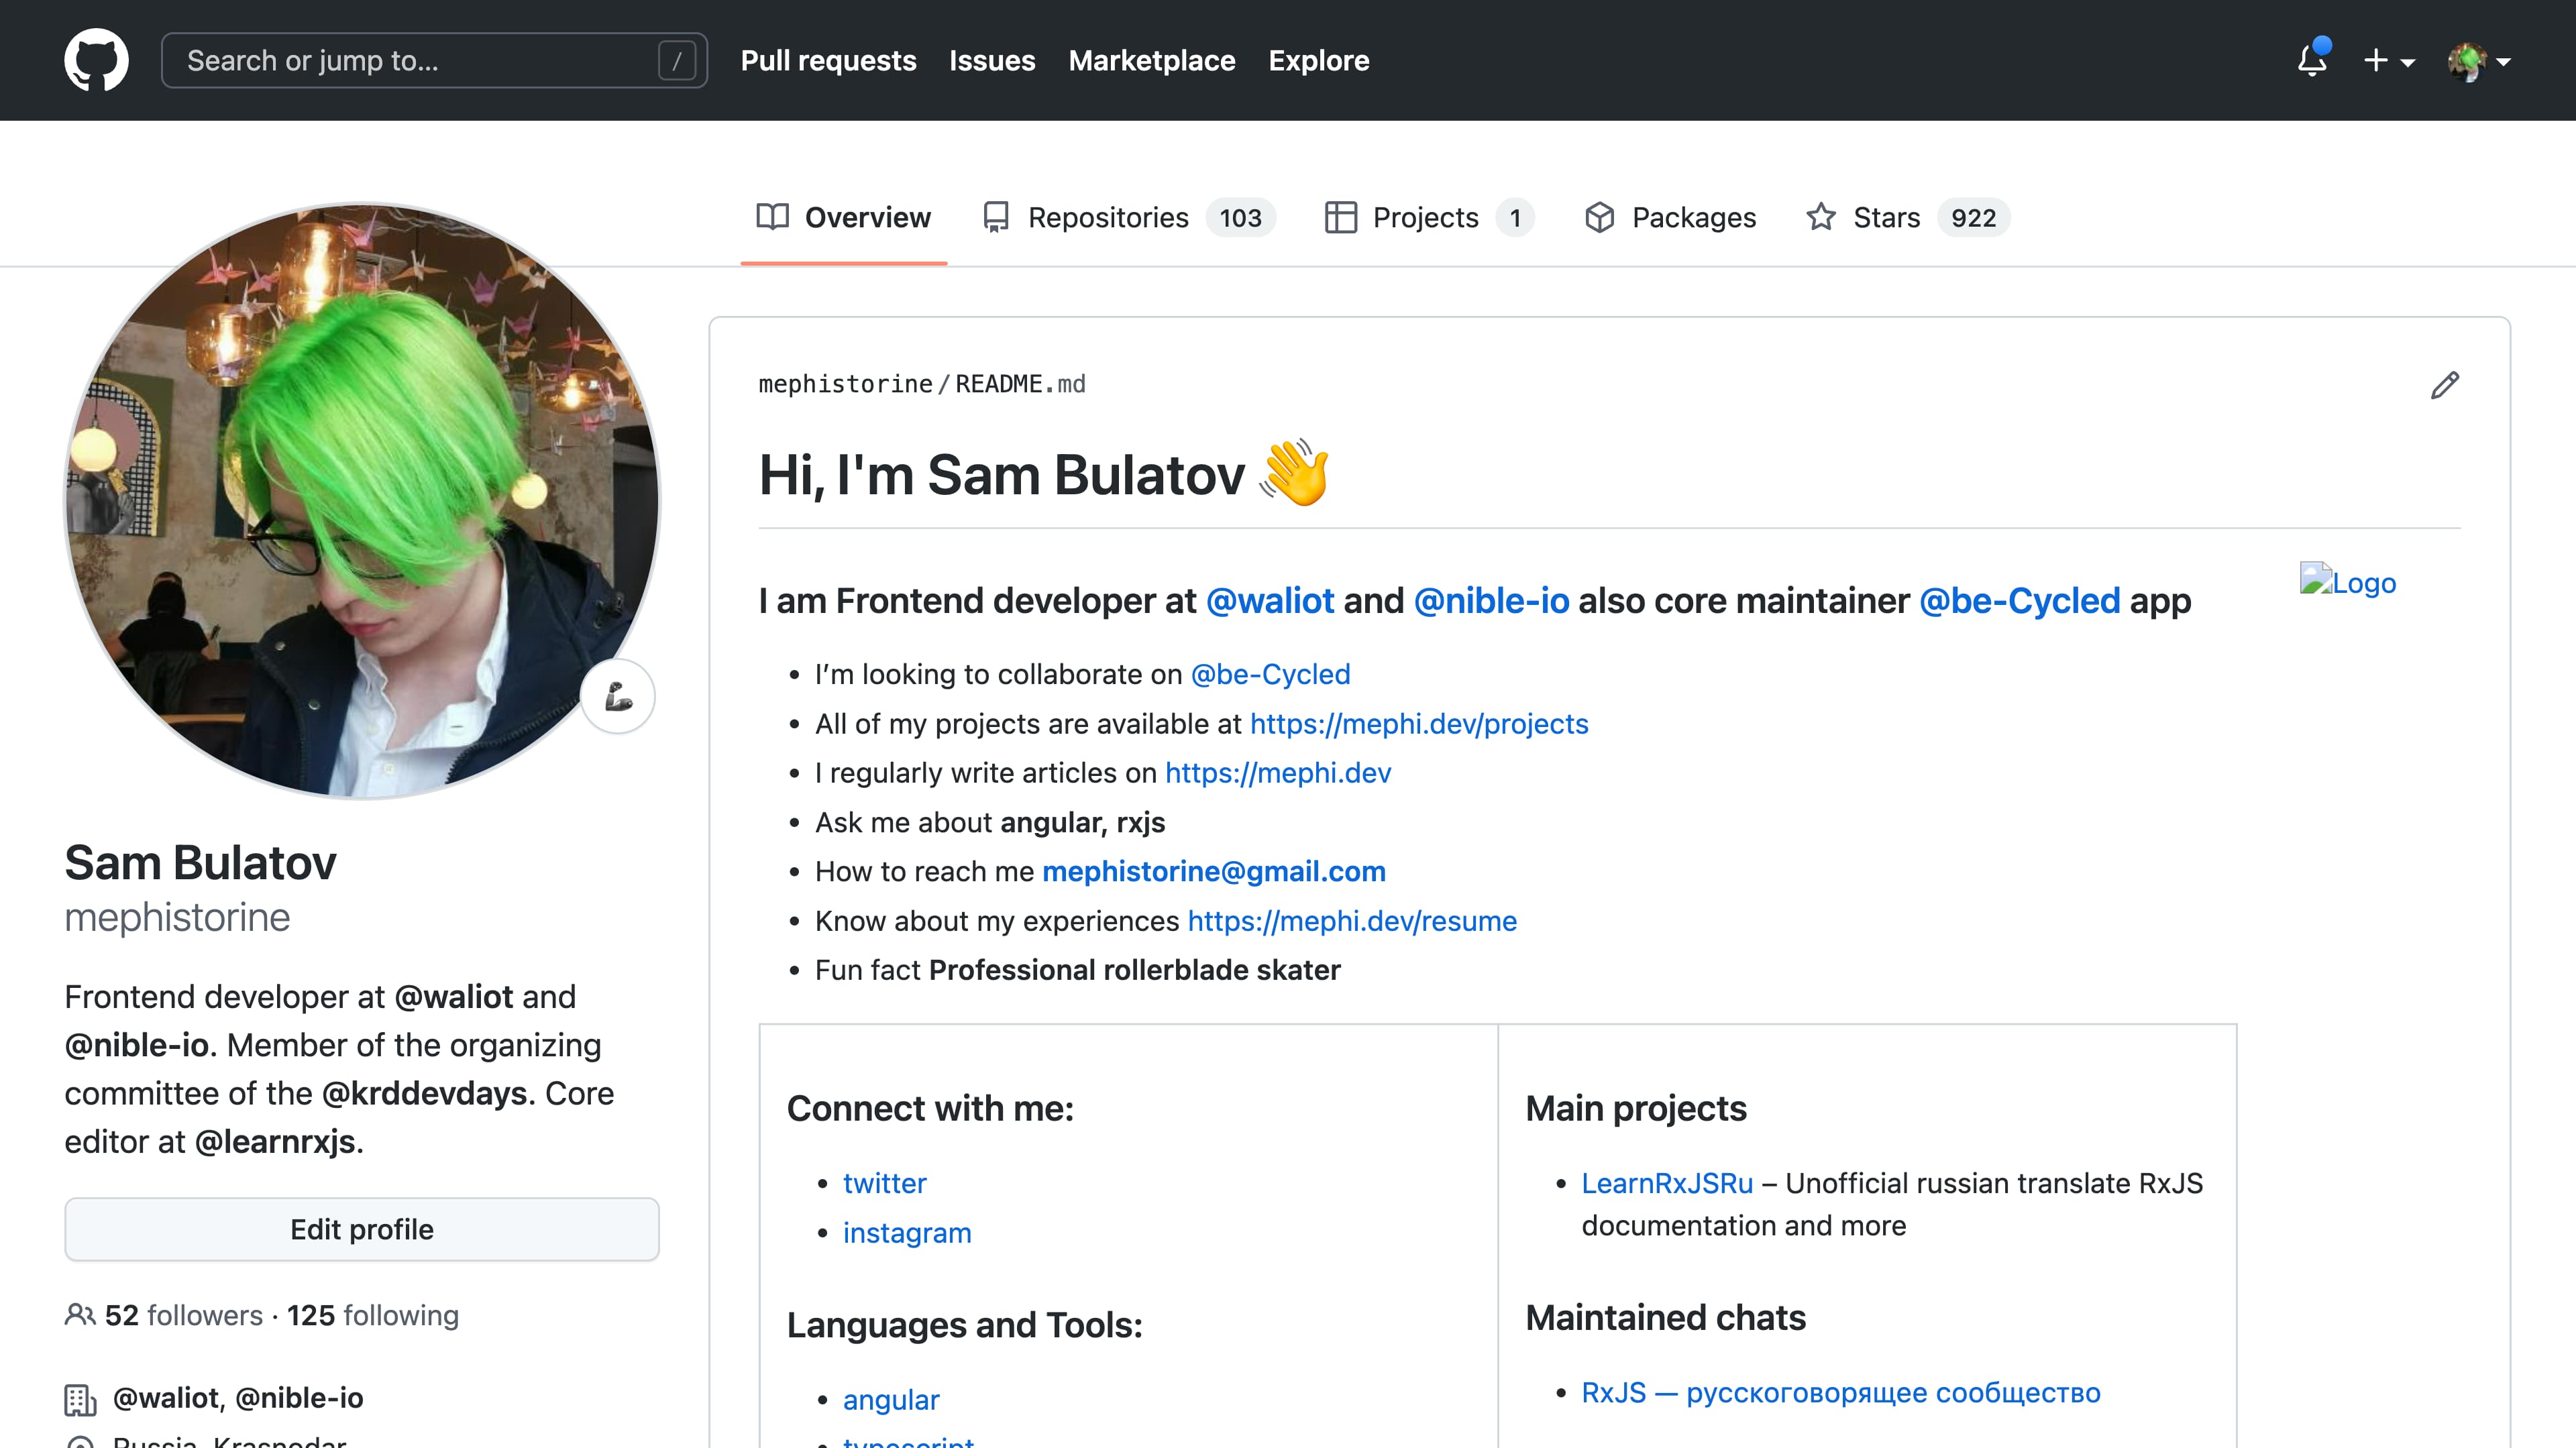 Search or jump to... /
Pull requests
Issues
Marketplace
Explore
Overview
Repositories 103
Projects 1
Packages
Stars 922
Sam Bulatov
mephistorine
Frontend developer at @waliot and
@nible-io. Member of the organizing
committee of the @krddevdays. Core
editor at @learnrxjs.
Edit profile
52 followers · 125 following
@waliot, @nible-io
Russia, Krasnodar
mephistorine/README.md
Hi, I'm Sam Bulatov 👋
I am Frontend developer at @waliot and @nible-io also core maintainer @be-Cycled app
Logo
• I’m looking to collaborate on @be-Cycled
• All of my projects are available at https://mephi.dev/projects
• I regularly write articles on https://mephi.dev
• Ask me about angular, rxjs
• How to reach me mephistorine@gmail.com
• Know about my experiences https://mephi.dev/resume
• Fun fact Professional rollerblade skater
Connect with me:
• twitter
• instagram
Languages and Tools:
• angular
• typescript
Main projects
• LearnRxJSRu – Unofficial russian translate RxJS
documentation and more
Maintained chats
• RxJS — русскоговорящее сообщество